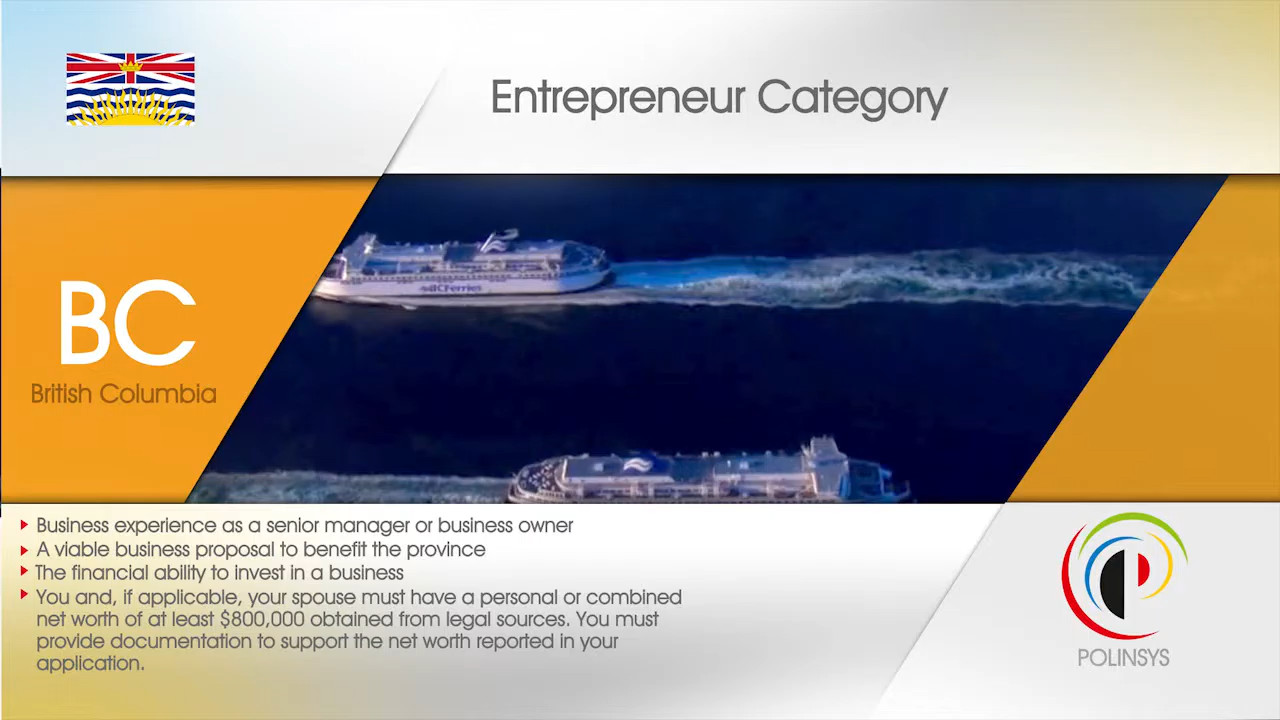 Entrepreneur Category
BC
British Columbia
BCFerries
Business experience as a senior manager or business owner
A viable business proposal to benefit the province
The financial ability to invest in a business
You and, if applicable, your spouse must have a personal or combined
net worth of at least $800,000 obtained from legal sources. You must
provide documentation to support the net worth reported in your
application.
POLINSYS